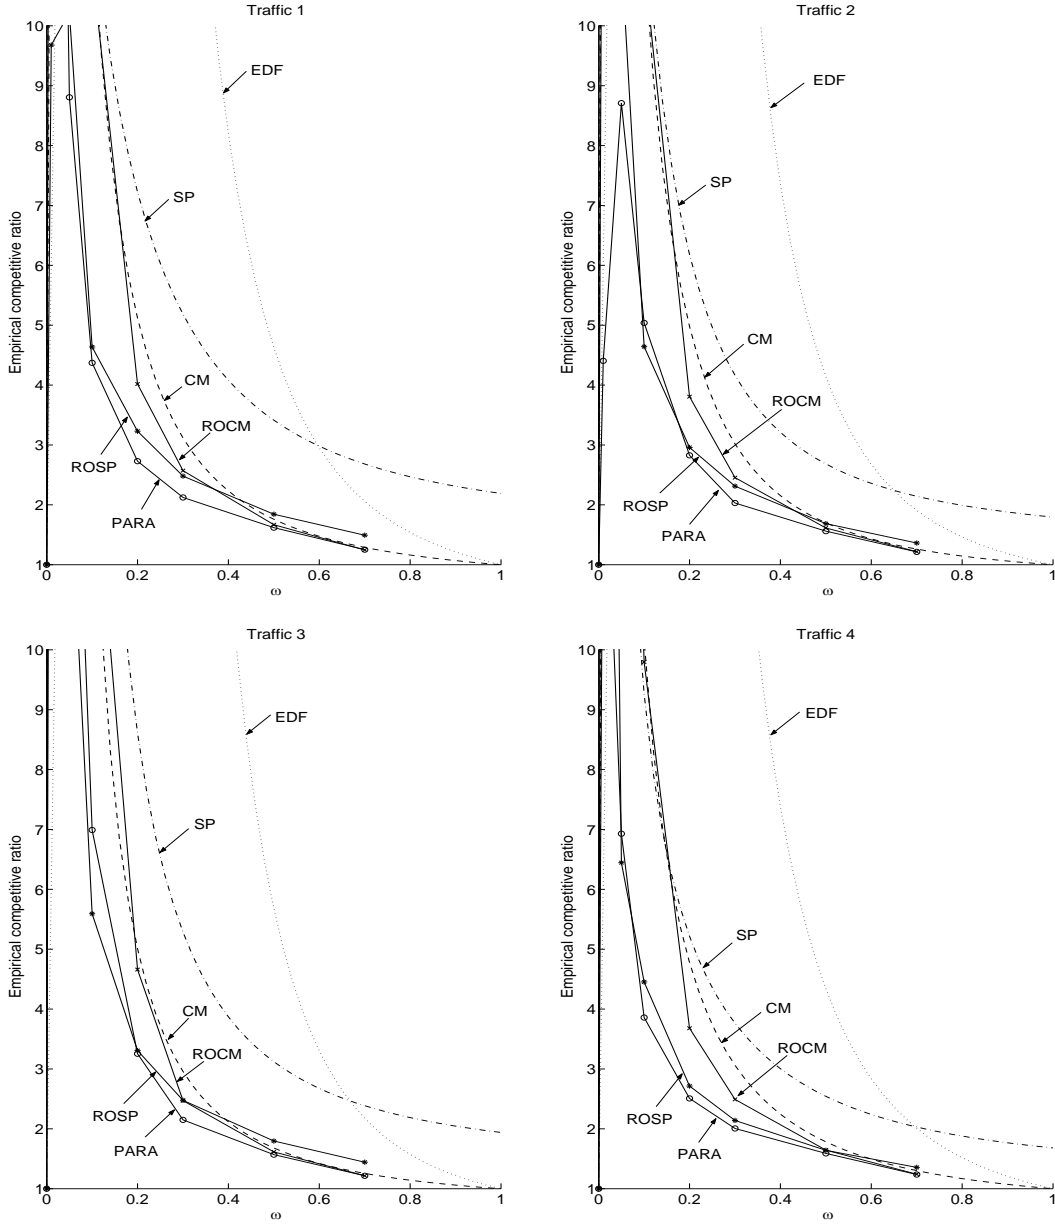 Traffic 1
10
9
8
7
6
5
4
3
2
1
Empirical competitive ratio
EDF
SP
CM
ROCM
ROSP
PARA
0 0.2 0.4 0.6 0.8 1
ω
Traffic 2
10
9
8
7
6
5
4
3
2
1
Empirical competitive ratio
EDF
SP
CM
ROCM
ROSP
PARA
0 0.2 0.4 0.6 0.8 1
ω
Traffic 3
10
9
8
7
6
5
4
3
2
1
Empirical competitive ratio
EDF
SP
CM
ROCM
ROSP
PARA
0 0.2 0.4 0.6 0.8 1
ω
Traffic 4
10
9
8
7
6
5
4
3
2
1
Empirical competitive ratio
EDF
SP
CM
ROCM
ROSP
PARA
0 0.2 0.4 0.6 0.8 1
ω